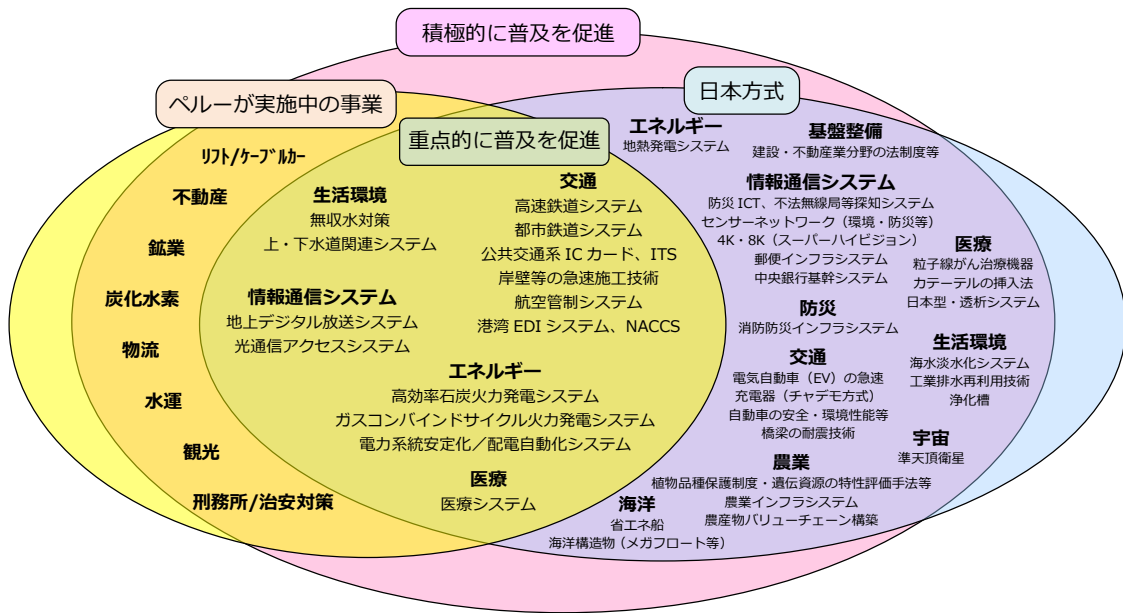 積極的に普及を促進
ペルーが実施中の事業
日本方式
重点的に普及を促進
ﾘﾌﾄ/ｹｰﾌﾞﾙｶｰ
不動産
鉱業
炭化水素
物流
水運
観光
刑務所/治安対策
生活環境
無収水対策
上・下水道関連システム
情報通信システム
地上デジタル放送システム
光通信アクセスシステム
交通
高速鉄道システム
都市鉄道システム
公共交通系 IC カード、ITS
岸壁等の急速施工技術
航空管制システム
港湾 EDI システム、NACCS
エネルギー
高効率石炭火力発電システム
ガスコンバインドサイクル火力発電システム
電力系統安定化／配電自動化システム
医療
医療システム
エネルギー
地熱発電システム
基盤整備
建設・不動産業分野の法制度等
情報通信システム
防災 ICT、不法無線局等探知システム
センサーネットワーク（環境・防災等）
4K・8K（スーパーハイビジョン）
郵便インフラシステム
中央銀行基幹システム
医療
粒子線がん治療機器
カテーテルの挿入法
日本型・透析システム
防災
消防防災インフラシステム
生活環境
海水淡水化システム
工業排水再利用技術
浄化槽
交通
電気自動車（EV）の急速
充電器（チャデモ方式）
自動車の安全・環境性能等
橋梁の耐震技術
宇宙
準天頂衛星
農業
植物品種保護制度・遺伝資源の特性評価手法等
農業インフラシステム
農産物バリューチェーン構築
海洋
省エネ船
海洋構造物（メガフロート等）